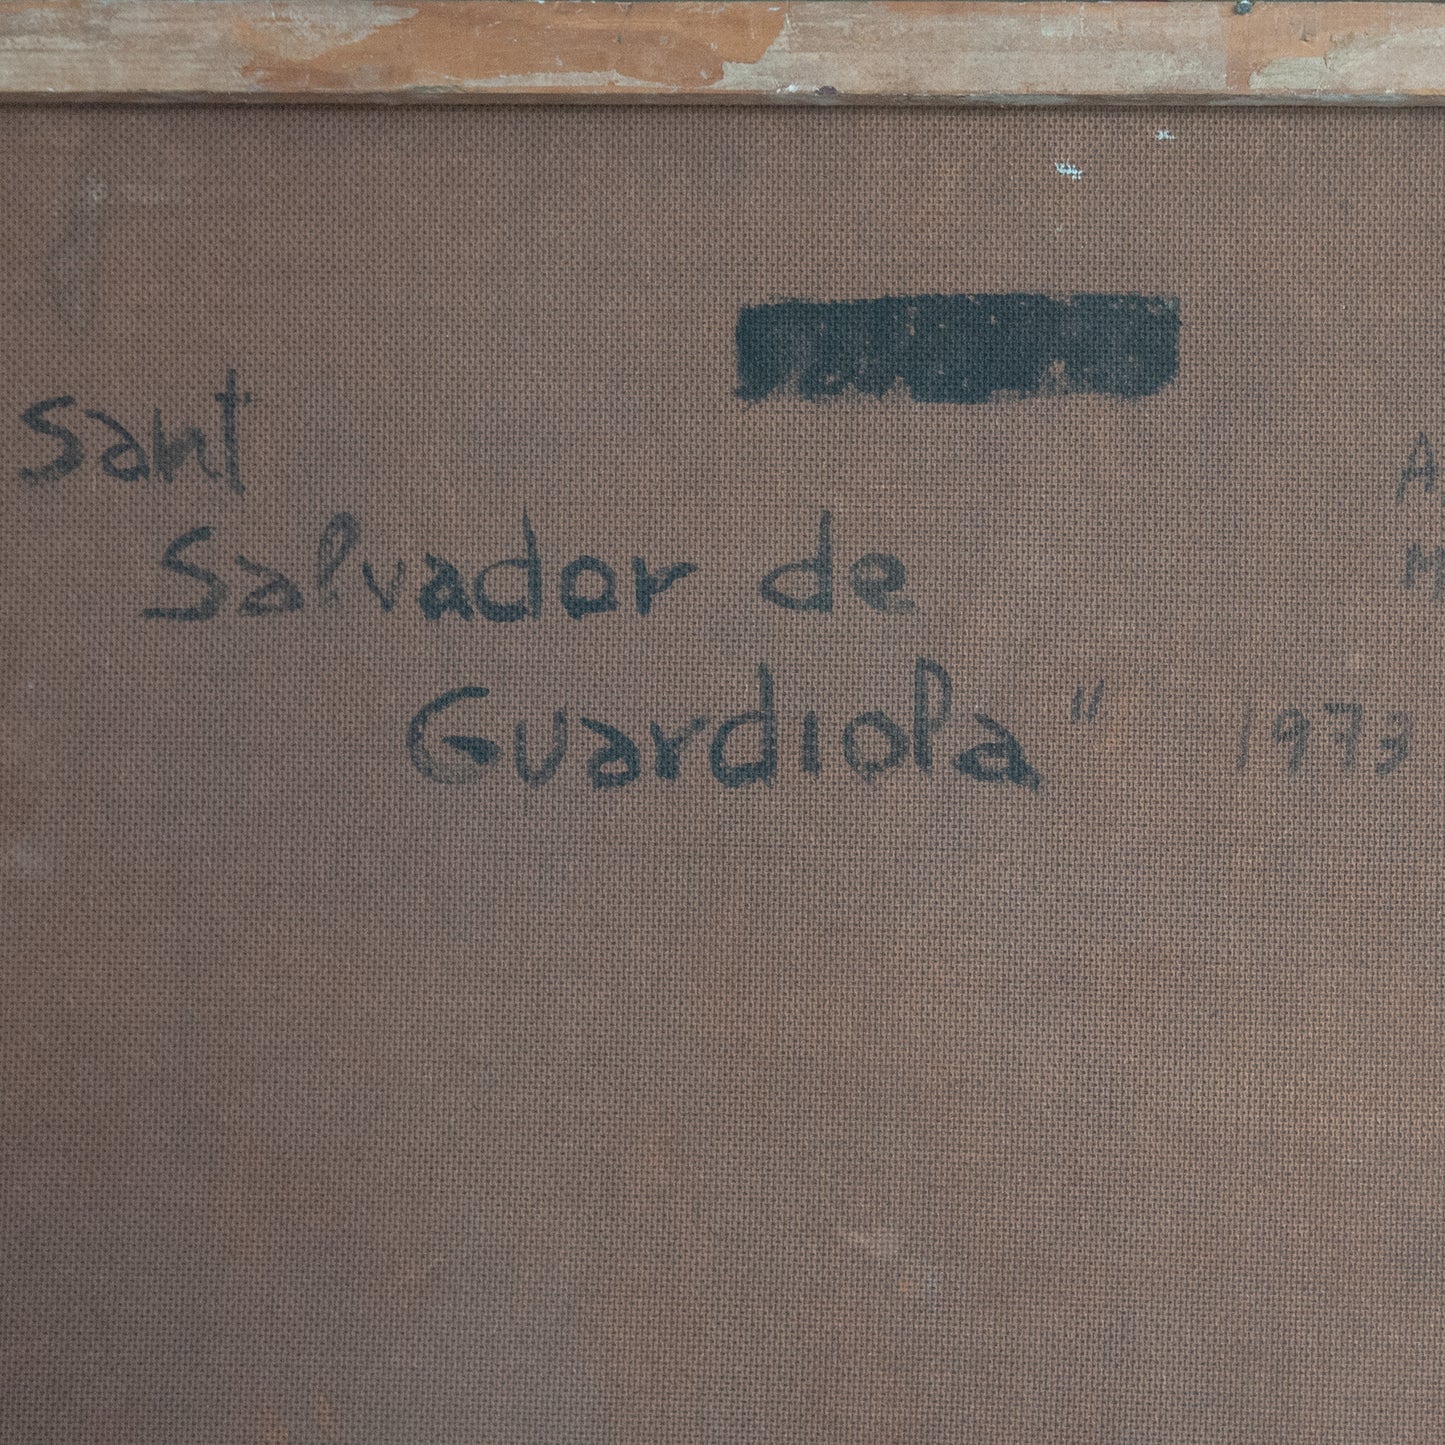 Sant
Salvador de
Guardiola" 1973